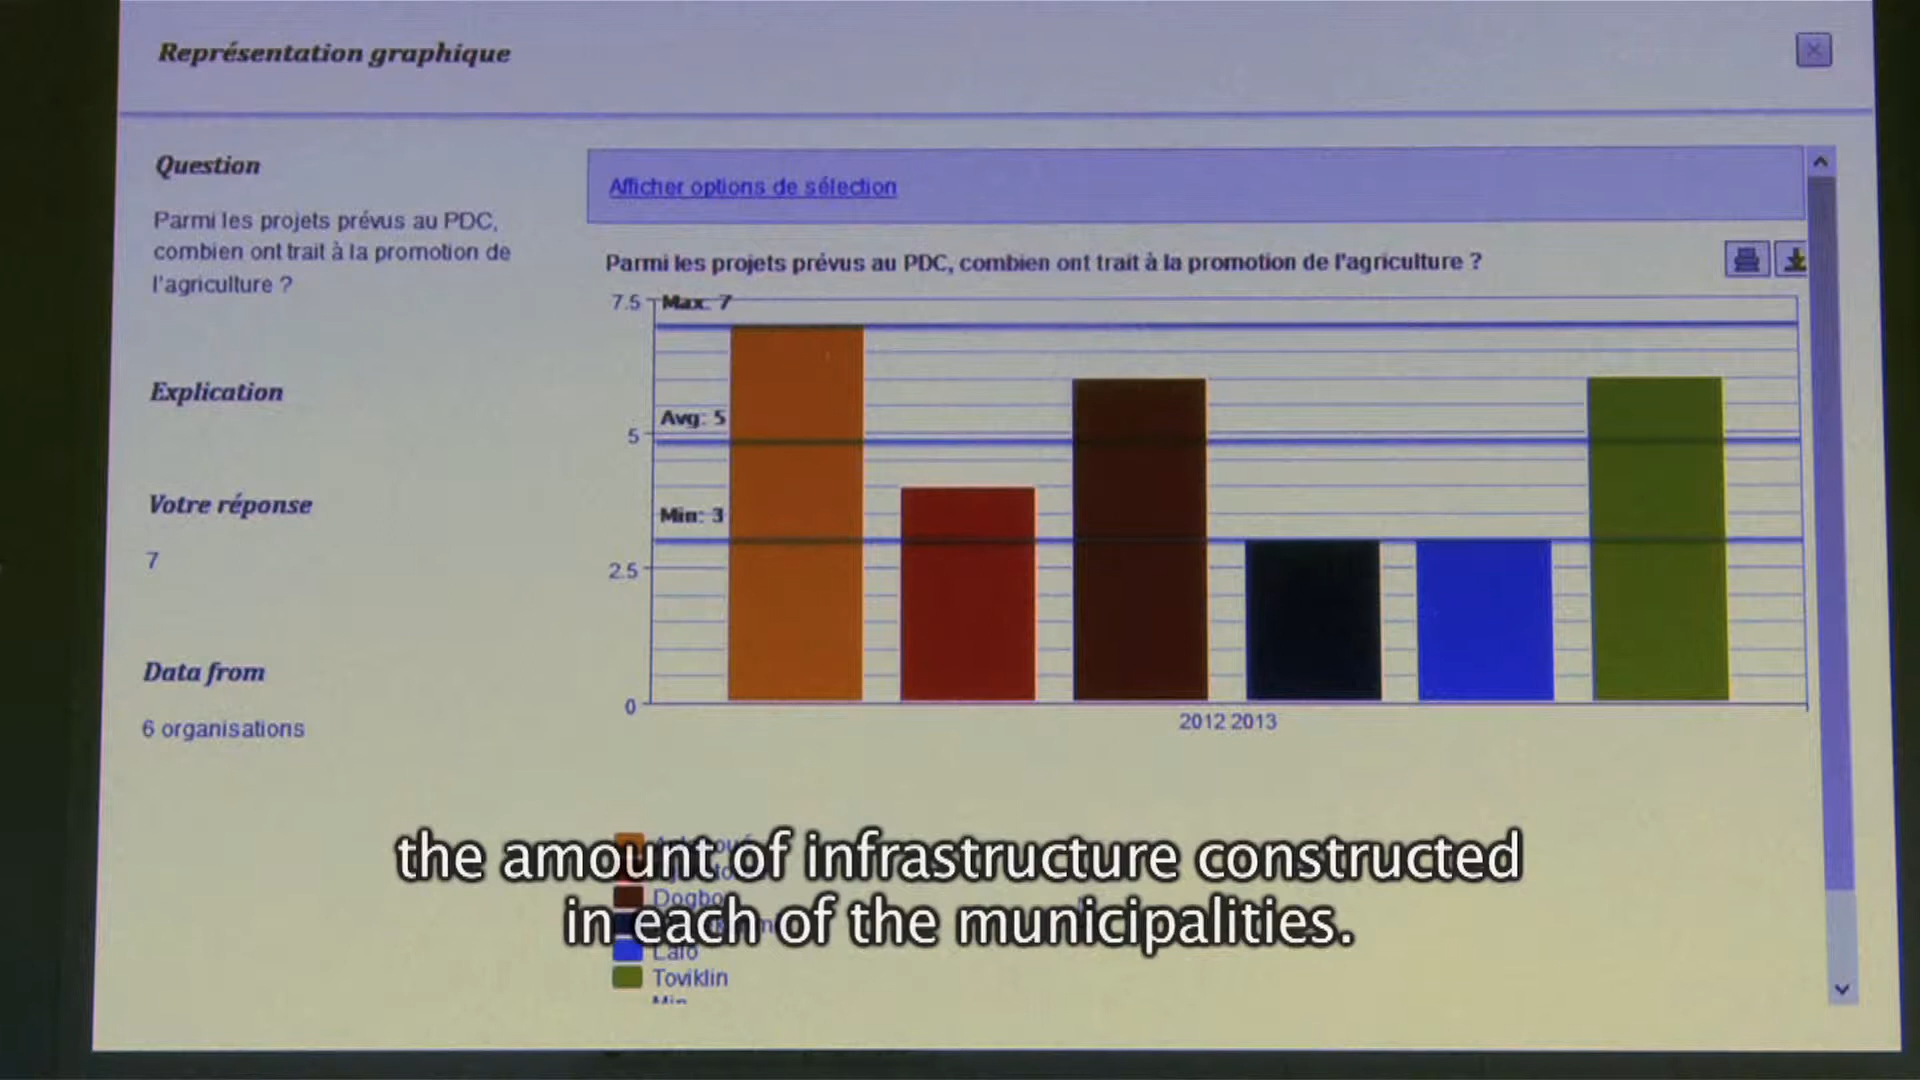 Représentation graphique
Question
Parmi les projets prévus au PDC,
combien ont trait à la promotion de
l'agriculture ?
Explication
Votre réponse
7
Data from
6 organisations
Afficher options de sélection
Parmi les projets prévus au PDC, combien ont trait à la promotion de l'agriculture ?
7.5
Max: 7
Avg: 5
5
Min: 3
2.5
0
2012 2013
Dogbo
Lalo
Toviklin
Min
the amount of infrastructure constructed
in each of the municipalities.